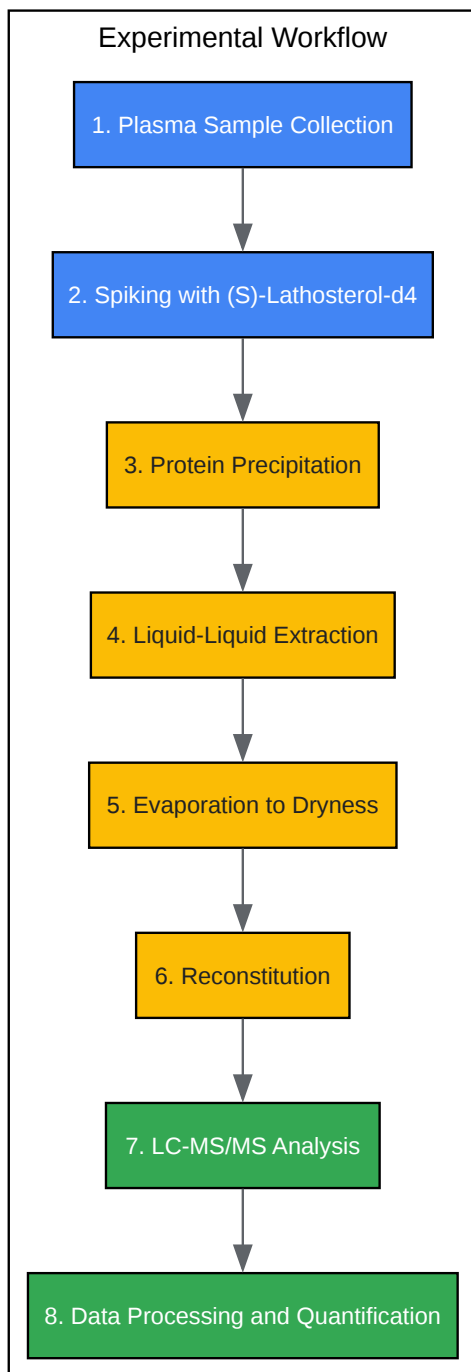 Experimental Workflow
1. Plasma Sample Collection
2. Spiking with (S)-Lathosterol-d4
3. Protein Precipitation
4. Liquid-Liquid Extraction
5. Evaporation to Dryness
6. Reconstitution
7. LC-MS/MS Analysis
8. Data Processing and Quantification